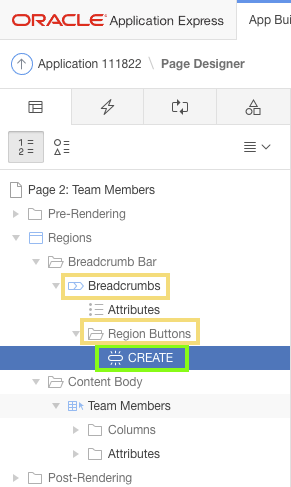 ORACLE
Application Express
App Bui
Application 111822 \ Page Designer
Page 2: Team Members
Pre-Rendering
Regions
Breadcrumb Bar
Breadcrumbs
Attributes
Region Buttons
CREATE
Content Body
Team Members
Columns
Attributes
Post-Rendering